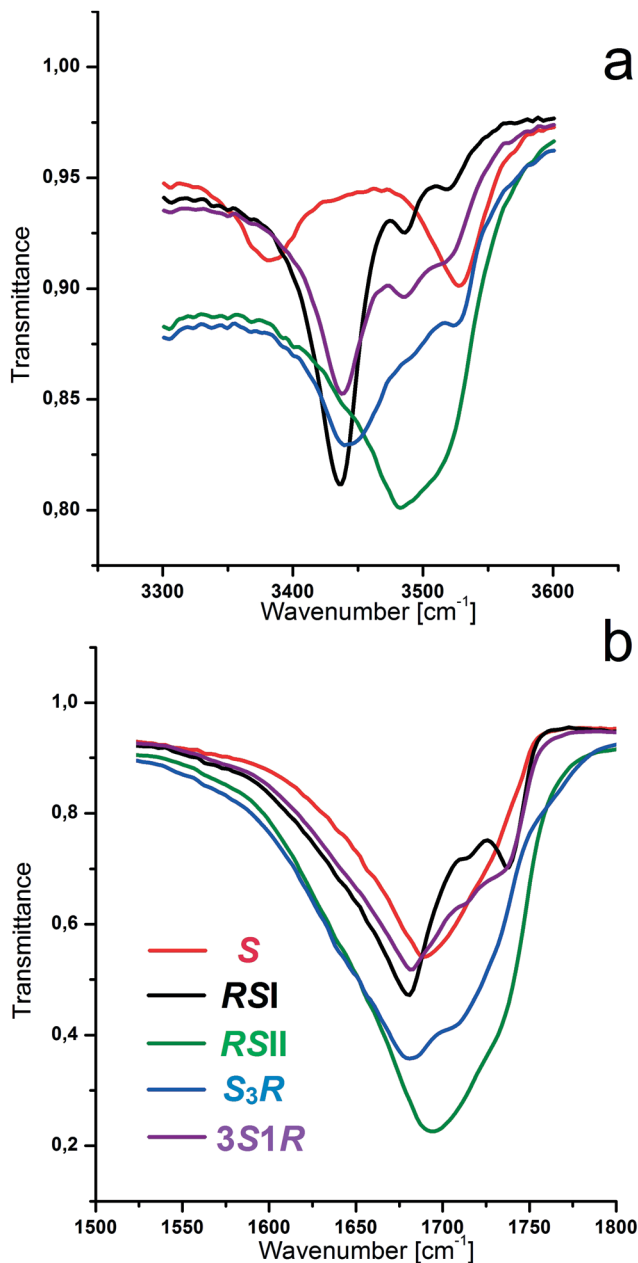 a
1,00
0,95
0,90
0,85
0,80
Transmittance
3300 3400 3500 3600
Wavenumber [cm⁻¹]
b
1,0
0,8
0,6
0,4
0,2
Transmittance
S
RSI
RSII
S₃R
3S1R
1500 1550 1600 1650 1700 1750 1800
Wavenumber [cm⁻¹]